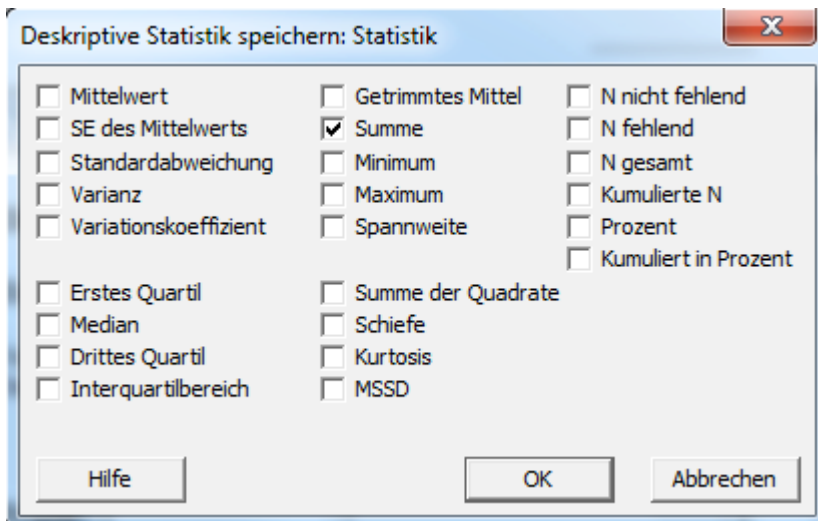 Deskriptive Statistik speichern: Statistik
Mittelwert
SE des Mittelwerts
Standardabweichung
Varianz
Variationskoeffizient
Erstes Quartil
Median
Drittes Quartil
Interquartilbereich
Getrimmtes Mittel
Summe
Minimum
Maximum
Spannweite
Summe der Quadrate
Schiefe
Kurtosis
MSSD
N nicht fehlend
N fehlend
N gesamt
Kumulierte N
Prozent
Kumuliert in Prozent
Hilfe
OK
Abbrechen